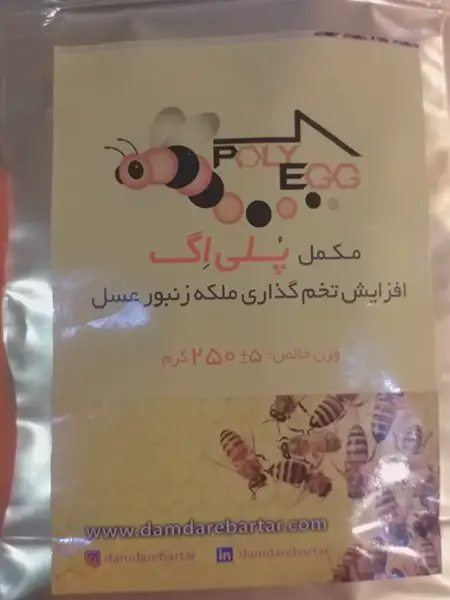 POLY
EGG
مکمل پُلی اِگ
افزایش تخم گذاری ملکه زنبور عسل
وزن خالص: ۵±۲۵۰ گرم
www.damdarebartar.com
damdarebartar in damdarebartar